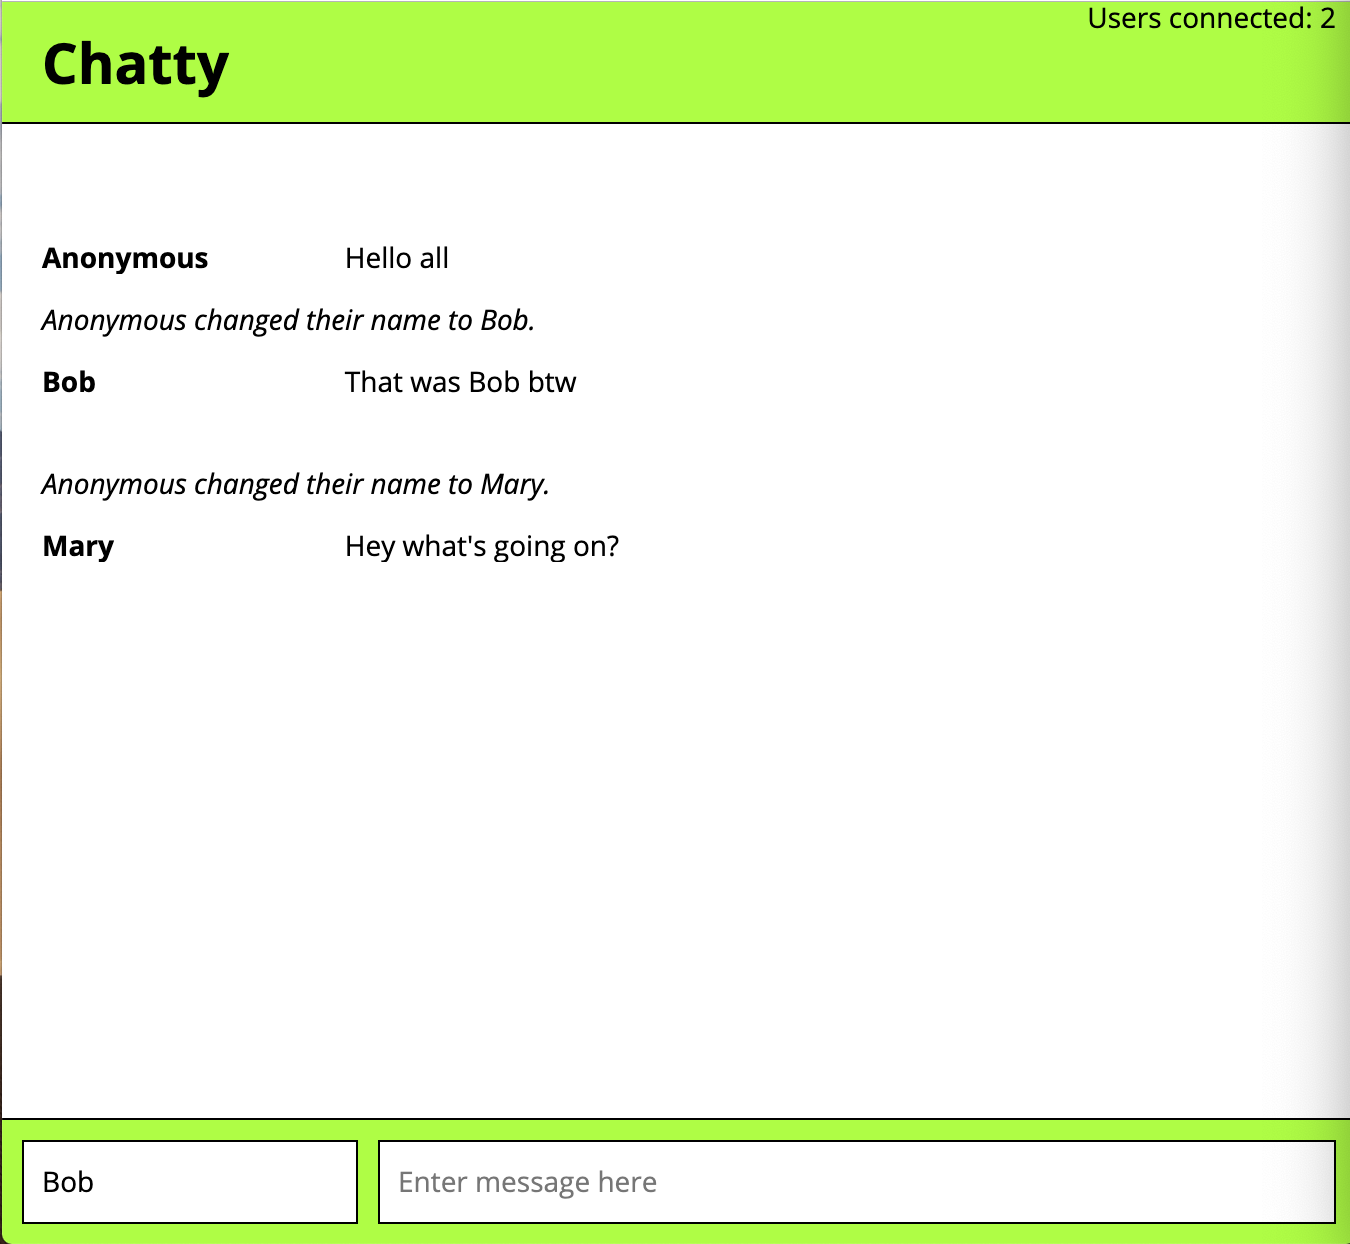 Users connected: 2
Chatty
Anonymous Hello all
Anonymous changed their name to Bob.
Bob That was Bob btw
Anonymous changed their name to Mary.
Mary Hey what's going on?
Bob Enter message here